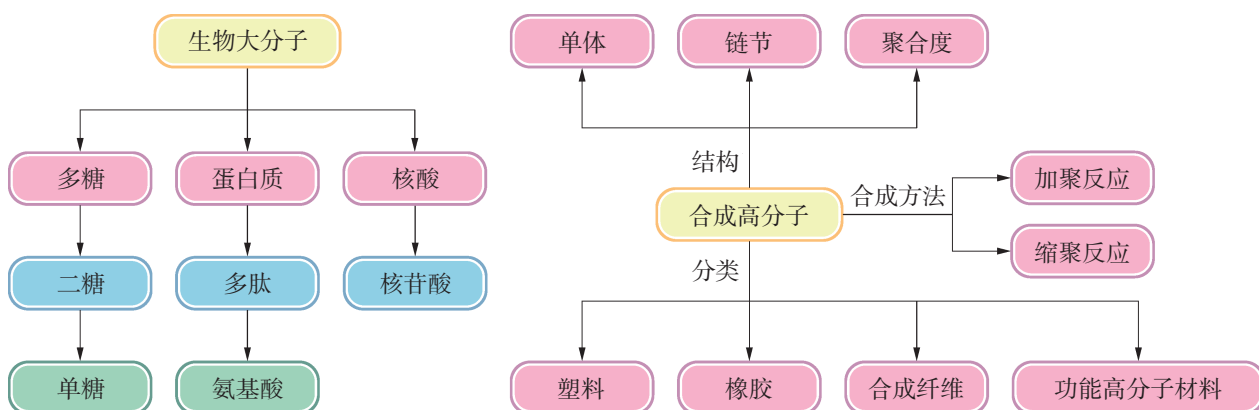 生物大分子
多糖
蛋白质
核酸
二糖
多肽
核苷酸
单糖
氨基酸
单体
链节
聚合度
结构
合成高分子
合成方法
加聚反应
缩聚反应
分类
塑料
橡胶
合成纤维
功能高分子材料